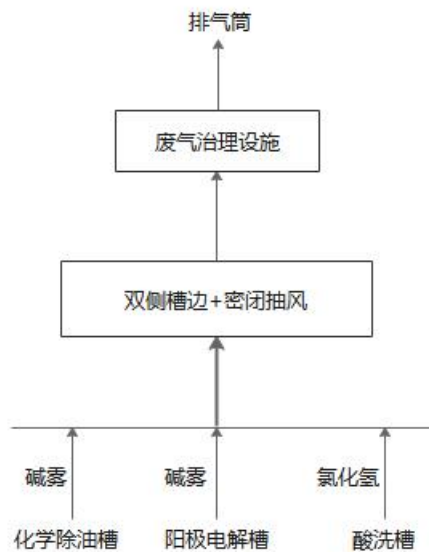 排气筒
废气治理设施
双侧槽边+密闭抽风
碱雾 碱雾 氯化氢
化学除油槽 阳极电解槽 酸洗槽